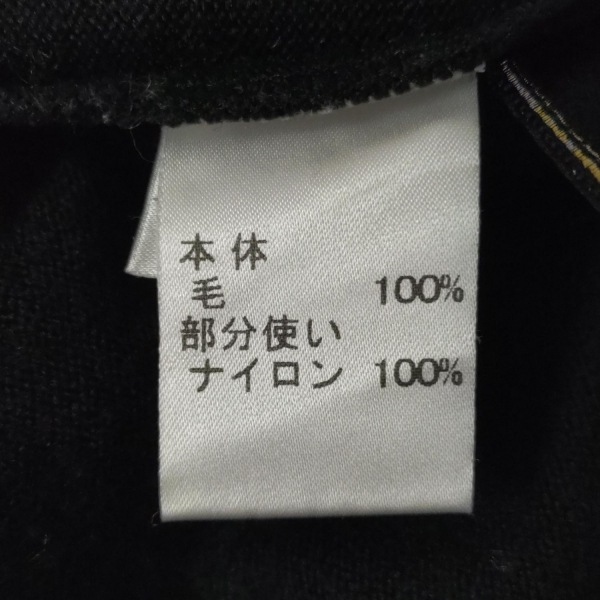 本体
毛 100%
部分使い
ナイロン 100%